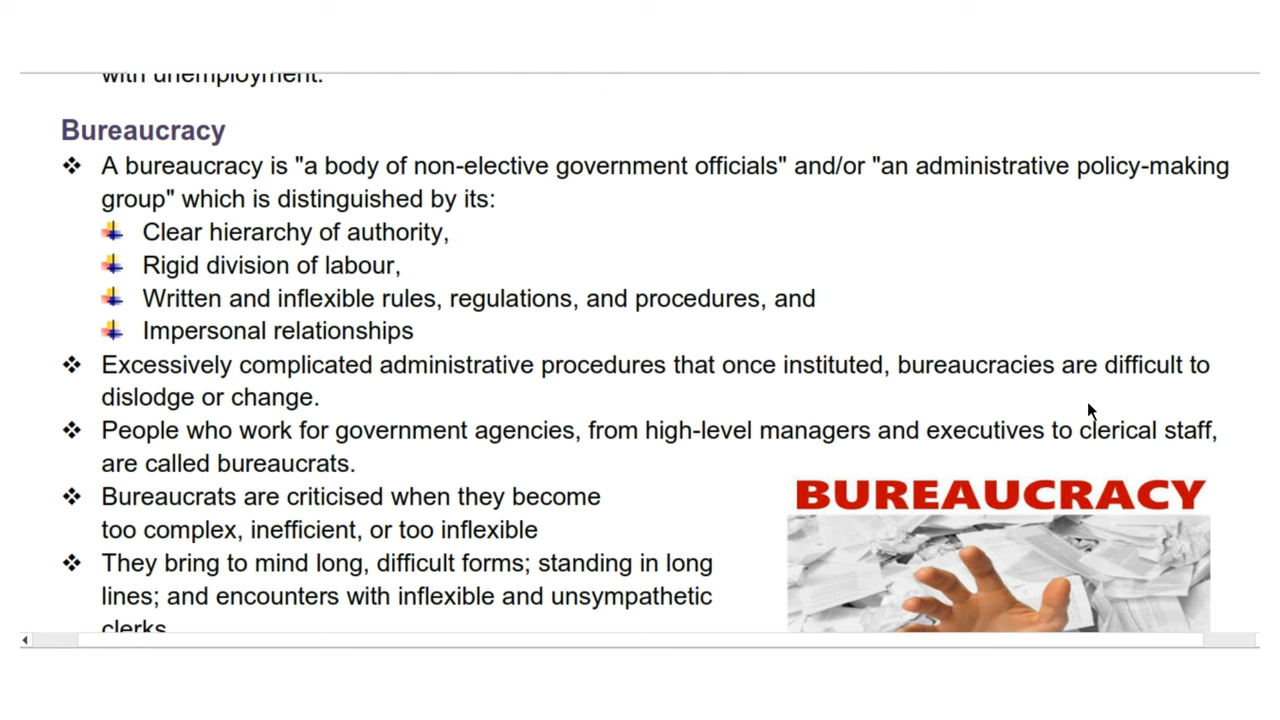 with unemployment.
Bureaucracy
❖ A bureaucracy is "a body of non-elective government officials" and/or "an administrative policy-making
group" which is distinguished by its:
Clear hierarchy of authority,
Rigid division of labour,
Written and inflexible rules, regulations, and procedures, and
Impersonal relationships
❖ Excessively complicated administrative procedures that once instituted, bureaucracies are difficult to
dislodge or change.
❖ People who work for government agencies, from high-level managers and executives to clerical staff,
are called bureaucrats.
❖ Bureaucrats are criticised when they become
too complex, inefficient, or too inflexible
❖ They bring to mind long, difficult forms; standing in long
lines; and encounters with inflexible and unsympathetic
clerks
BUREAUCRACY